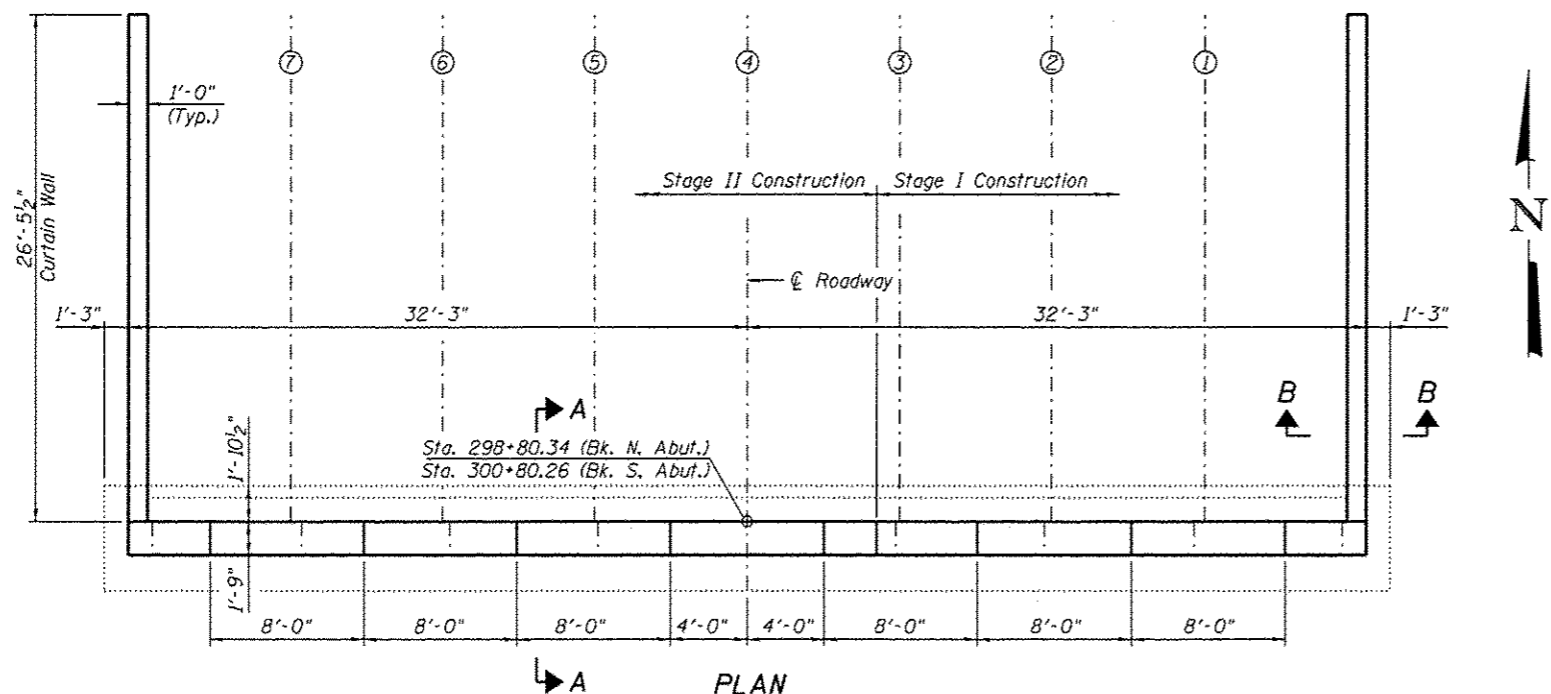 7 6 5 4 3 2 1
1'-0"
(Typ.)
26'-5½"
Curtain Wall
Stage II Construction
Stage I Construction
N
℄ Roadway
1'-3"
32'-3"
32'-3"
1'-3"
A
B
B
1'-10½"
Sta. 298+80.34 (Bk. N. Abut.)
Sta. 300+80.26 (Bk. S. Abut.)
1'-9"
8'-0"
8'-0"
8'-0"
4'-0"
4'-0"
8'-0"
8'-0"
8'-0"
A
PLAN